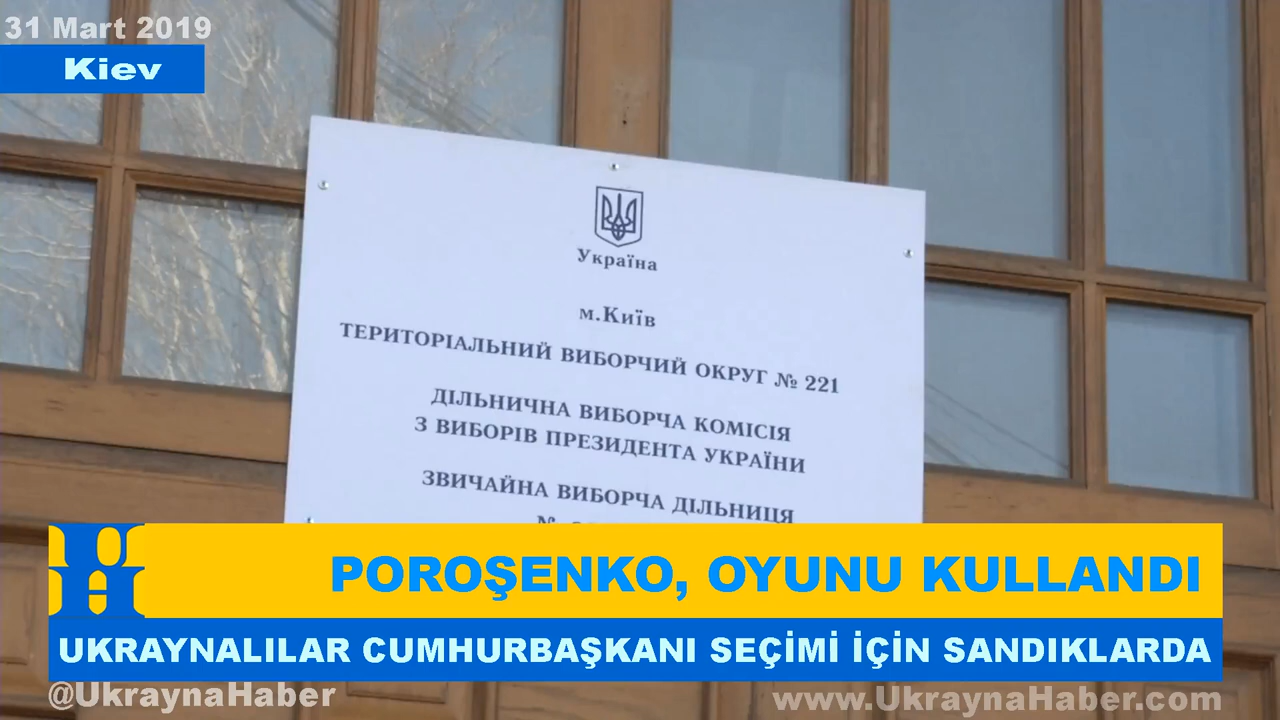 31 Mart 2019
Kiev
Україна
м.Київ
ТЕРИТОРІАЛЬНИЙ ВИБОРЧИЙ ОКРУГ № 221
ДІЛЬНИЧНА ВИБОРЧА КОМІСІЯ
З ВИБОРІВ ПРЕЗИДЕНТА УКРАЇНИ
ЗВИЧАЙНА ВИБОРЧА ДІЛЬНИЦЯ
№
POROŞENKO, OYUNU KULLANDI
UKRAYNALILAR CUMHURBAŞKANI SEÇİMİ İÇİN SANDIKLARDA
@UkraynaHaber
www.UkraynaHaber.com